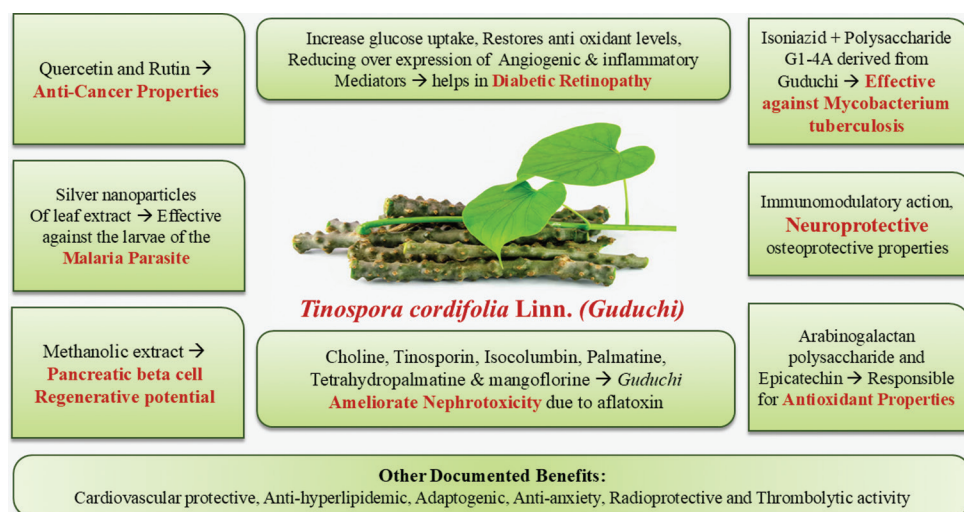 Quercetin and Rutin →
Anti-Cancer Properties
Increase glucose uptake, Restores anti oxidant levels,
Reducing over expression of Angiogenic & inflammatory
Mediators → helps in Diabetic Retinopathy
Isoniazid + Polysaccharide
G1-4A derived from
Guduchi → Effective
against Mycobacterium
tuberculosis
Silver nanoparticles
Of leaf extract → Effective
against the larvae of the
Malaria Parasite
Immunomodulatory action,
Neuroprotective
osteoprotective properties
Tinospora cordifolia Linn. (Guduchi)
Methanolic extract →
Pancreatic beta cell
Regenerative potential
Choline, Tinosporin, Isocolumbin, Palmatine,
Tetrahydropalmatine & mangoflorine → Guduchi
Ameliorate Nephrotoxicity due to aflatoxin
Arabinogalactan
polysaccharide and
Epicatechin → Responsible
for Antioxidant Properties
Other Documented Benefits:
Cardiovascular protective, Anti-hyperlipidemic, Adaptogenic, Anti-anxiety, Radioprotective and Thrombolytic activity